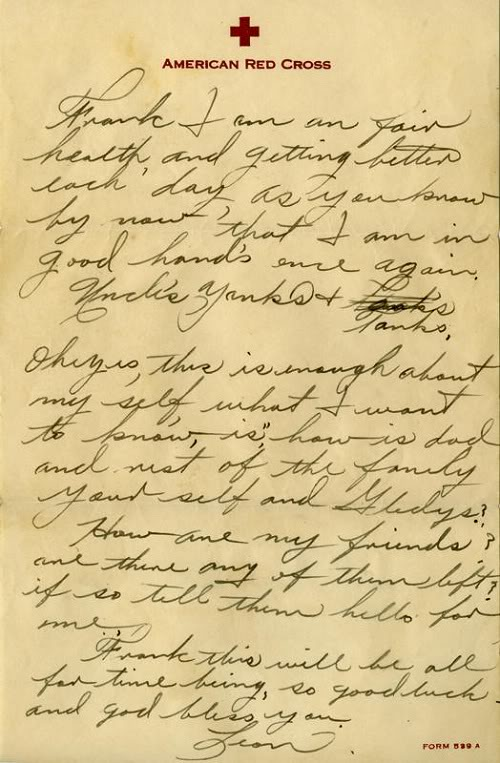 AMERICAN RED CROSS
Frank I am an fair
health and getting better
each day, as you know
by now that I am in
good hand's once again.
Uncle's Yanks &
Tanks.
Oh yes, this is enough about
my self what I want
to know, is, how is dad
and rest of the family
your self and Gladys?
How are my friends?
are there any of them left?
if so tell them hello for
me.
Frank this will be all
for time being, so good luck
and god bless you.
Leon.
FORM 539 A